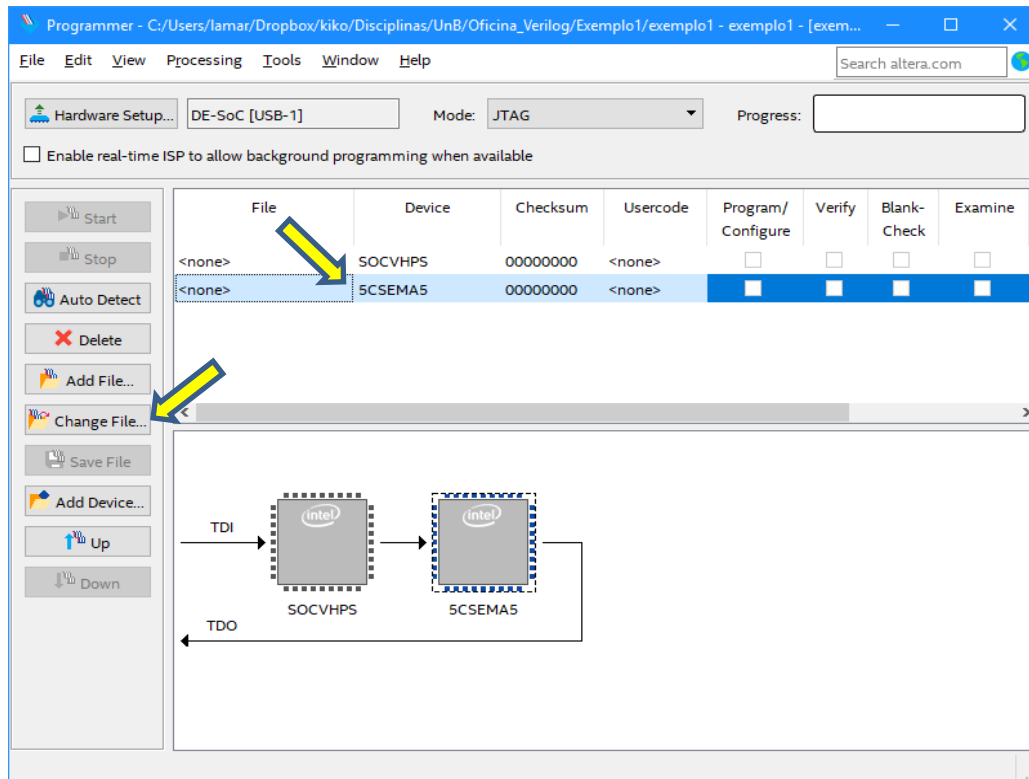 Programmer - C:/Users/lamar/Dropbox/kiko/Disciplinas/UnB/Oficina_Verilog/Exemplo1/exemplo1 - exemplo1 - [exem...
File Edit View Processing Tools Window Help
Search altera.com
Hardware Setup... DE-SoC [USB-1] Mode: JTAG Progress:
Enable real-time ISP to allow background programming when available
Start
Stop
Auto Detect
Delete
Add File...
Change File...
Save File
Add Device...
Up
Down
File Device Checksum Usercode Program/ Verify Blank- Examine
Configure Check
<none> SOCVHPS 00000000 <none>
<none> 5CSEMA5 00000000 <none>
TDI
intel
intel
SOCVHPS
5CSEMA5
TDO